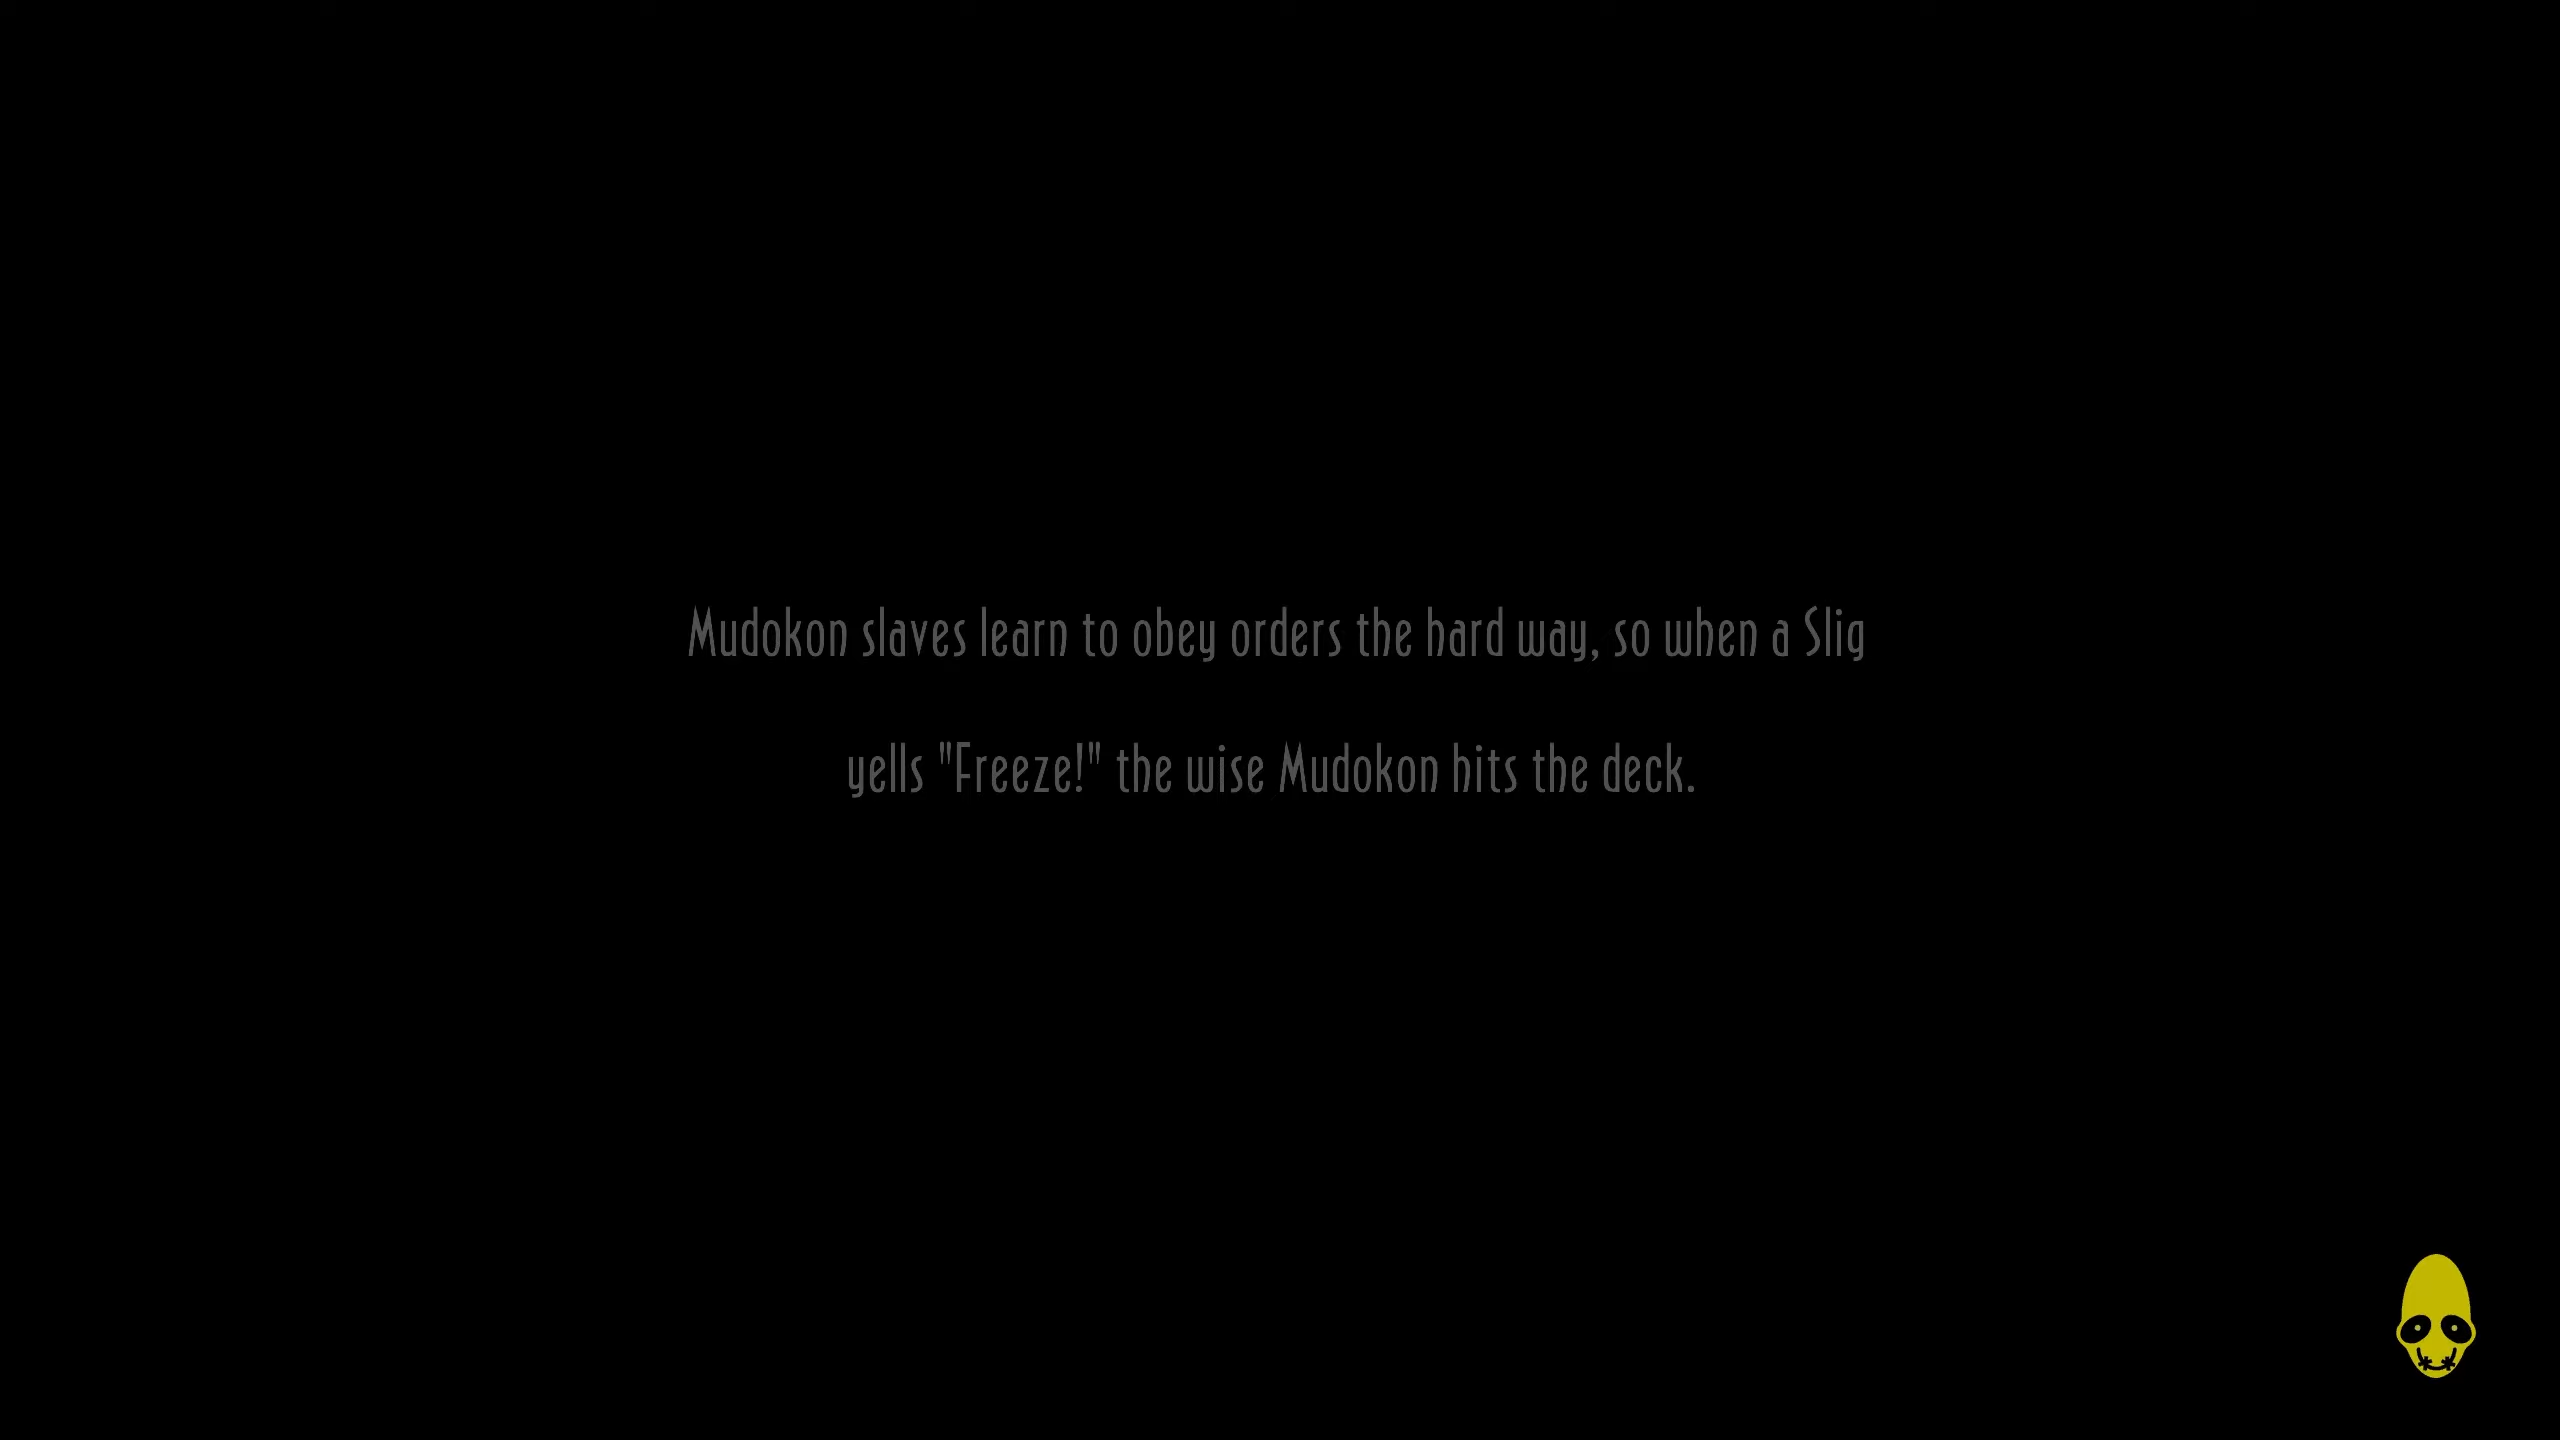 Mudokon slaves learn to obey orders the hard way, so when a Slig
yells "Freeze!" the wise Mudokon hits the deck.